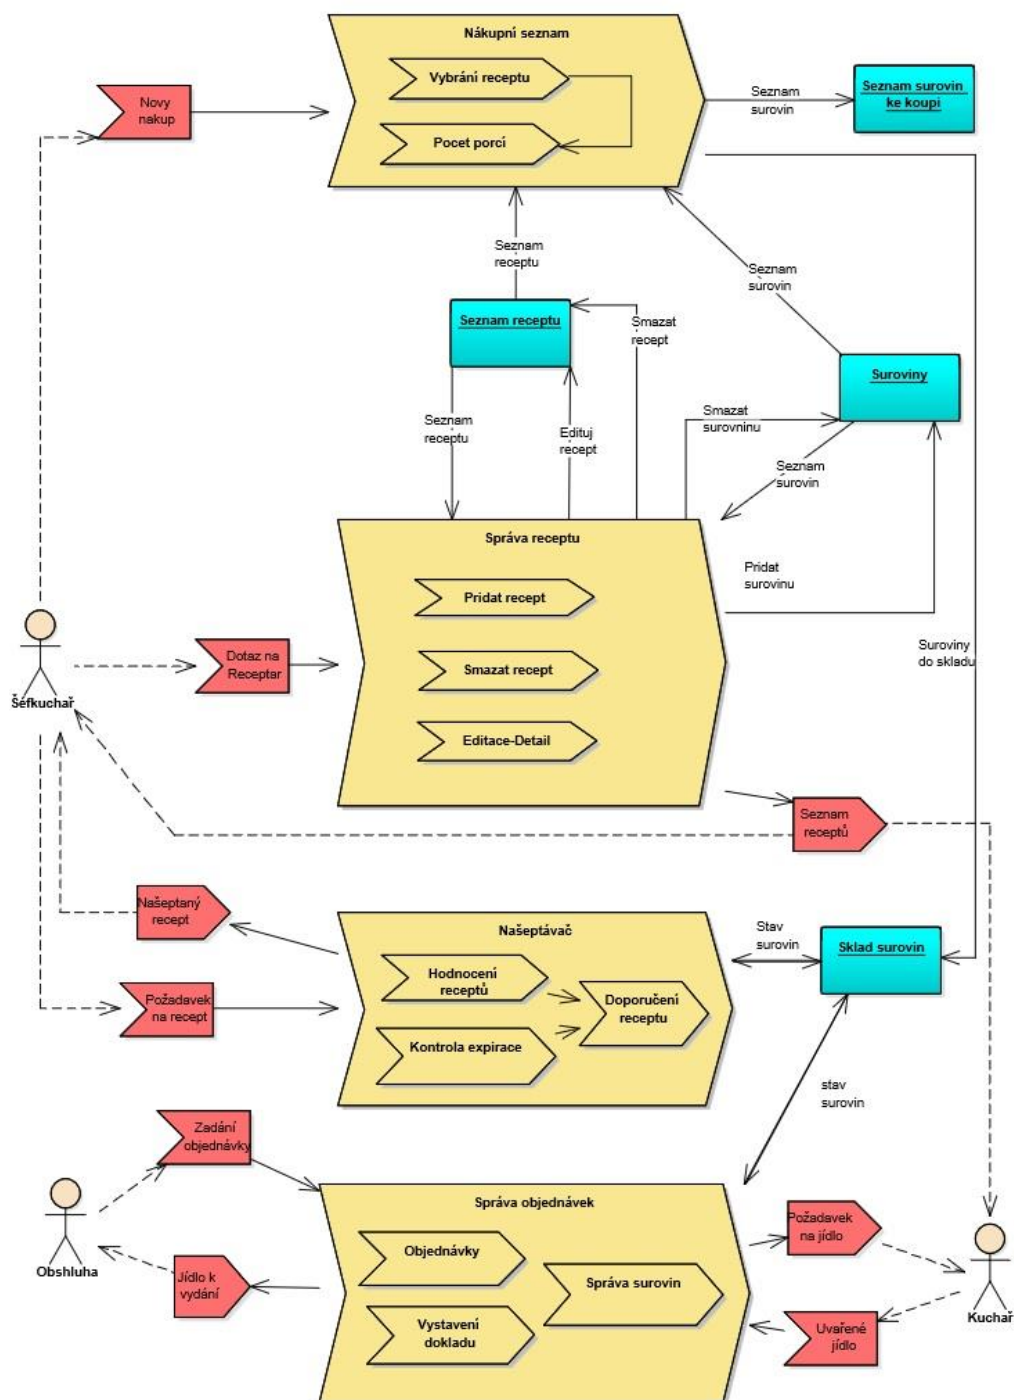 Nákupní seznam
Vybrání receptu
Pocet porcí
Novy
nakup
Seznam
surovin
Seznam surovin
ke koupi
Seznam
receptu
Seznam
surovin
Seznam receptu
Smazat
recept
Suroviny
Seznam
receptu
Edituj
recept
Smazat
surovninu
Seznam
surovin
Správa receptu
Pridat recept
Smazat recept
Editace-Detail
Pridat
surovinu
Suroviny
do skladu
Šéfkuchař
Dotaz na
Receptar
Seznam
receptů
Našeptaný
recept
Požadavek
na recept
Našeptávač
Hodnocení
receptů
Kontrola expirace
Doporučení
receptu
Stav
surovin
Sklad surovin
stav
surovin
Zadání
objednávky
Obshluha
Jídlo k
vydání
Správa objednávek
Objednávky
Vystavení
dokladu
Správa surovin
Požadavek
na jídlo
Kuchař
Uvařené
jídlo